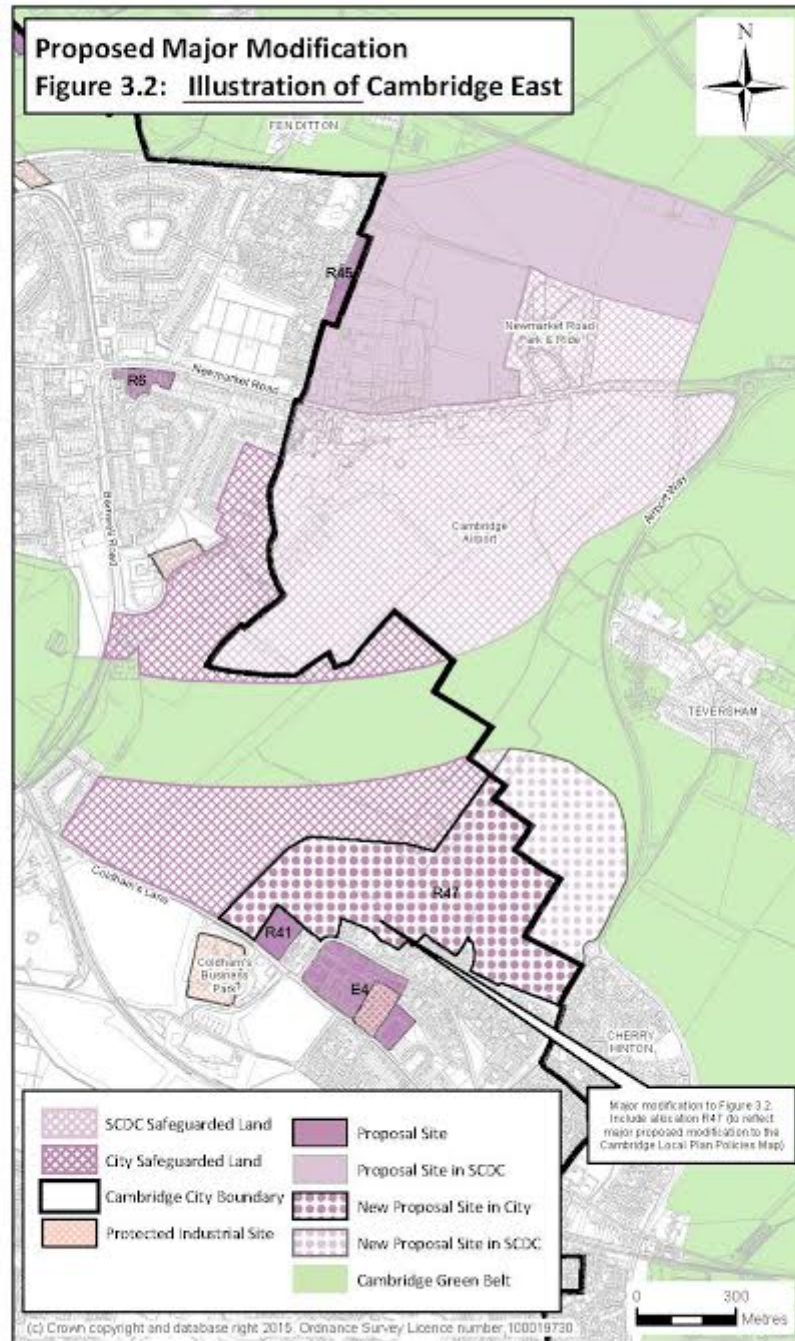 Proposed Major Modification
Figure 3.2: Illustration of Cambridge East
N
FEN DITTON
R45
Newmarket Road
Park & Ride
Newmarket Road
R6
Barnwell Road
Cambridge
Airport
Airport Way
TEVERSHAM
Coldham's Lane
R47
R41
Coldham's
Business
Park
E4
CHERRY
HINTON
Major modification to Figure 3.2.
Include allocation R47 (to reflect
major proposed modification to the
Cambridge Local Plan Policies Map)
SCDC Safeguarded Land
City Safeguarded Land
Cambridge City Boundary
Protected Industrial Site
Proposal Site
Proposal Site in SCDC
New Proposal Site in City
New Proposal Site in SCDC
Cambridge Green Belt
0 300
Metres
(c) Crown copyright and database right 2015. Ordnance Survey Licence number 100019730